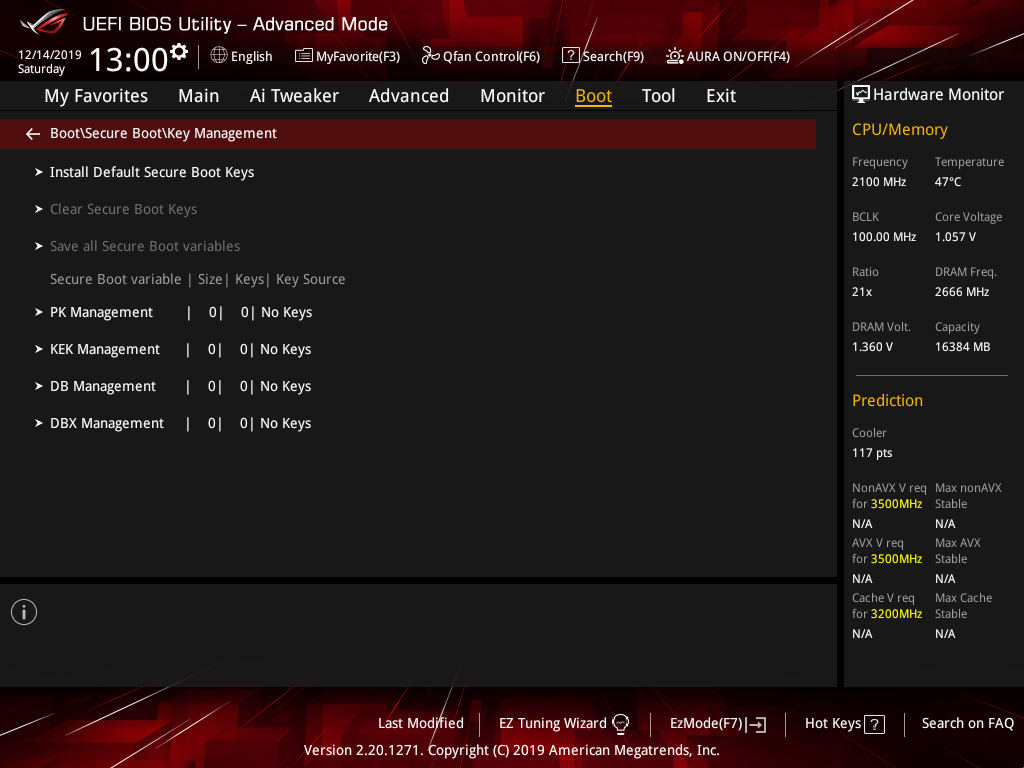 UEFI BIOS Utility – Advanced Mode
12/14/2019
Saturday
13:00
English
MyFavorite(F3)
Qfan Control(F6)
? Search(F9)
AURA ON/OFF(F4)
My Favorites Main Ai Tweaker Advanced Monitor Boot Tool Exit
Boot\Secure Boot\Key Management
Install Default Secure Boot Keys
Clear Secure Boot Keys
Save all Secure Boot variables
Secure Boot variable | Size| Keys| Key Source
PK Management | 0| 0| No Keys
KEK Management | 0| 0| No Keys
DB Management | 0| 0| No Keys
DBX Management | 0| 0| No Keys
Hardware Monitor
CPU/Memory
Frequency Temperature
2100 MHz 47°C
BCLK Core Voltage
100.00 MHz 1.057 V
Ratio DRAM Freq.
21x 2666 MHz
DRAM Volt. Capacity
1.360 V 16384 MB
Prediction
Cooler
117 pts
NonAVX V req Max nonAVX
for 3500MHz Stable
N/A N/A
AVX V req Max AVX
for 3500MHz Stable
N/A N/A
Cache V req Max Cache
for 3200MHz Stable
N/A N/A
i
Last Modified EZ Tuning Wizard EzMode(F7) Hot Keys ? Search on FAQ
Version 2.20.1271. Copyright (C) 2019 American Megatrends, Inc.